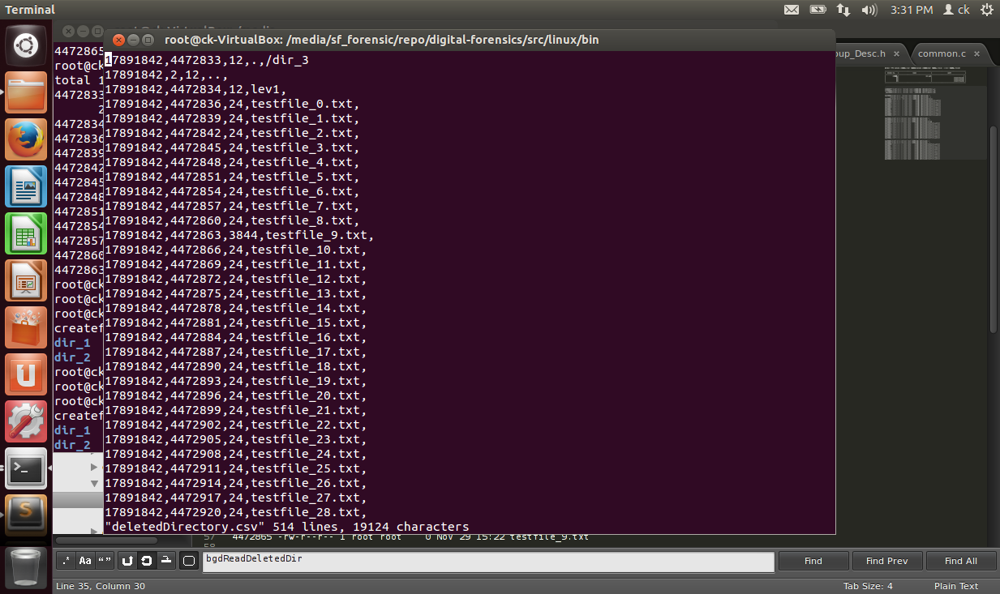 Terminal
3:31 PM
ck
root@ck-VirtualBox: /media/sf_forensic/repo/digital-forensics/src/linux/bin
oup_Desc.h ×
common.c ×
4472865
root@ck
total 1
4472833
2
4472834
4472836
4472839
4472842
4472845
4472848
4472851
4472854
4472857
4472860
4472863
root@ck
root@ck
root@ck
createf
dir_1
dir_2
root@ck
root@ck
root@ck
createf
dir_1
dir_2
17891842,4472833,12,.,/dir_3
17891842,2,12,..,
17891842,4472834,12,lev1,
17891842,4472836,24,testfile_0.txt,
17891842,4472839,24,testfile_1.txt,
17891842,4472842,24,testfile_2.txt,
17891842,4472845,24,testfile_3.txt,
17891842,4472848,24,testfile_4.txt,
17891842,4472851,24,testfile_5.txt,
17891842,4472854,24,testfile_6.txt,
17891842,4472857,24,testfile_7.txt,
17891842,4472860,24,testfile_8.txt,
17891842,4472863,3844,testfile_9.txt,
17891842,4472866,24,testfile_10.txt,
17891842,4472869,24,testfile_11.txt,
17891842,4472872,24,testfile_12.txt,
17891842,4472875,24,testfile_13.txt,
17891842,4472878,24,testfile_14.txt,
17891842,4472881,24,testfile_15.txt,
17891842,4472884,24,testfile_16.txt,
17891842,4472887,24,testfile_17.txt,
17891842,4472890,24,testfile_18.txt,
17891842,4472893,24,testfile_19.txt,
17891842,4472896,24,testfile_20.txt,
17891842,4472899,24,testfile_21.txt,
17891842,4472902,24,testfile_22.txt,
17891842,4472905,24,testfile_23.txt,
17891842,4472908,24,testfile_24.txt,
17891842,4472911,24,testfile_25.txt,
17891842,4472914,24,testfile_26.txt,
17891842,4472917,24,testfile_27.txt,
17891842,4472920,24,testfile_28.txt,
"deletedDirectory.csv" 514 lines, 19124 characters
57 4472865 -rw-r--r-- 1 root root 0 Nov 29 15:22 testfile_9.txt
.* Aa “” bgdReadDeletedDir Find Find Prev Find All
Line 35, Column 30 Tab Size: 4 Plain Text